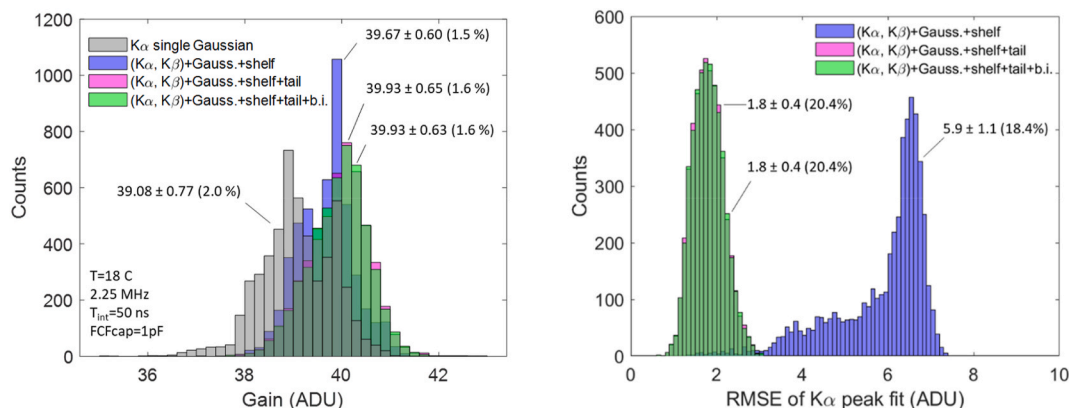 1200
1000
800
600
400
200
0
Counts
Kα single Gaussian
(Kα, Kβ)+Gauss.+shelf
(Kα, Kβ)+Gauss.+shelf+tail
(Kα, Kβ)+Gauss.+shelf+tail+b.i.
39.67 ± 0.60 (1.5 %)
39.93 ± 0.65 (1.6 %)
39.93 ± 0.63 (1.6 %)
39.08 ± 0.77 (2.0 %)
T=18 C
2.25 MHz
Tint=50 ns
FCFcap=1pF
36 38 40 42
Gain (ADU)
600
500
400
300
200
100
0
Counts
(Kα, Kβ)+Gauss.+shelf
(Kα, Kβ)+Gauss.+shelf+tail
(Kα, Kβ)+Gauss.+shelf+tail+b.i.
1.8 ± 0.4 (20.4%)
5.9 ± 1.1 (18.4%)
1.8 ± 0.4 (20.4%)
0 2 4 6 8 10
RMSE of Kα peak fit (ADU)